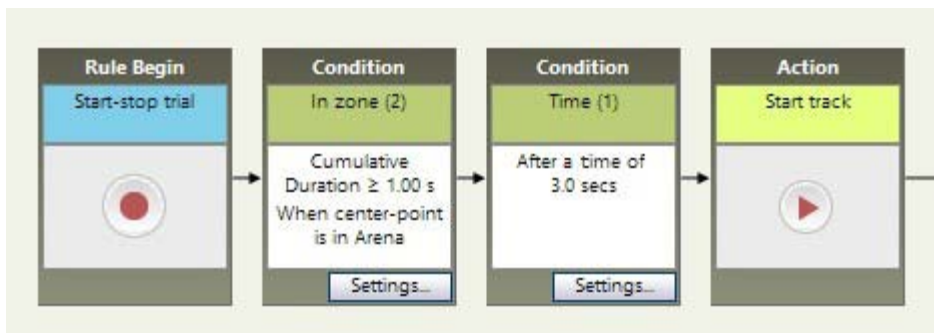 Rule Begin
Start-stop trial
Condition
In zone (2)
Cumulative
Duration ≥ 1.00 s
When center-point
is in Arena
Settings...
Condition
Time (1)
After a time of
3.0 secs
Settings...
Action
Start track